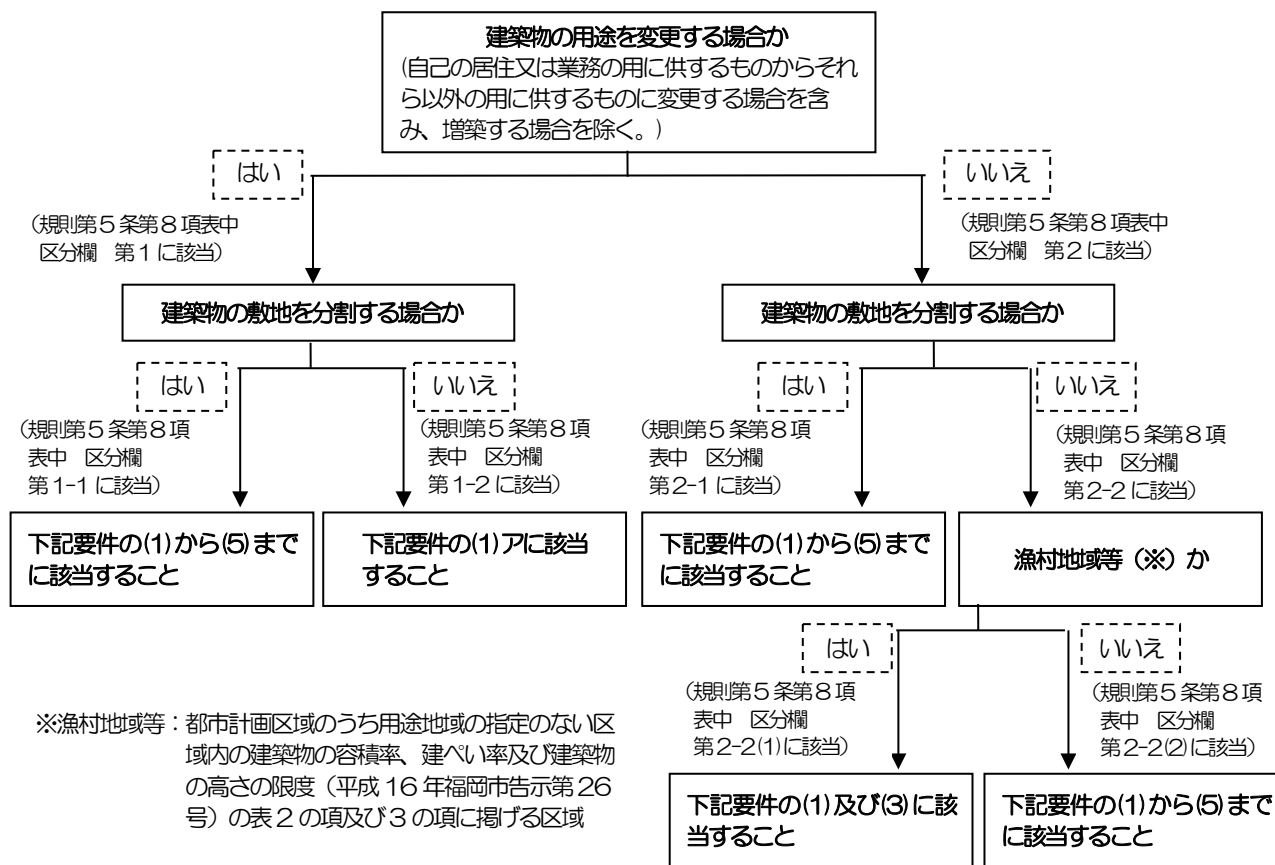 建築物の用途を変更する場合か
(自己の居住又は業務の用に供するものからそれ
ら以外の用に供するものに変更する場合を含
み、増築する場合を除く。)
はい
いいえ
(規則第5条第8項表中
区分欄 第1に該当)
(規則第5条第8項表中
区分欄 第2に該当)
建築物の敷地を分割する場合か
建築物の敷地を分割する場合か
はい
いいえ
はい
いいえ
(規則第5条第8項
表中 区分欄
第1-1に該当)
(規則第5条第8項
表中 区分欄
第1-2に該当)
(規則第5条第8項
表中 区分欄
第2-1に該当)
(規則第5条第8項
表中 区分欄
第2-2に該当)
下記要件の(1)から(5)まで
に該当すること
下記要件の(1)アに該当
すること
下記要件の(1)から(5)まで
に該当すること
漁村地域等(※)か
はい
いいえ
(規則第5条第8項
表中 区分欄
第2-2(1)に該当)
(規則第5条第8項
表中 区分欄
第2-2(2)に該当)
下記要件の(1)及び(3)に該
当すること
下記要件の(1)から(5)まで
に該当すること
※漁村地域等:都市計画区域のうち用途地域の指定のない区
域内の建築物の容積率、建ぺい率及び建築物
の高さの限度(平成16年福岡市告示第26
号)の表2の項及び3の項に掲げる区域